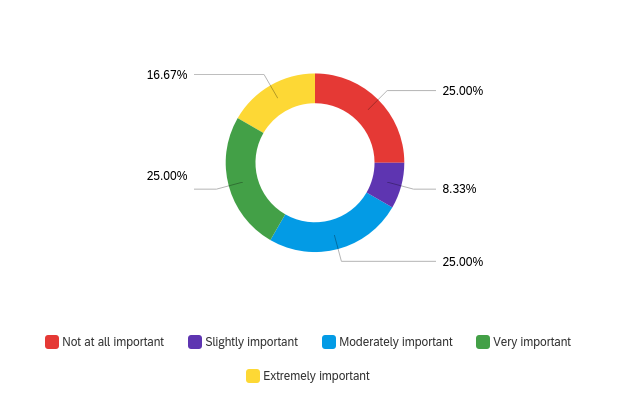 16.67%
25.00%
25.00%
8.33%
25.00%
Not at all important
Slightly important
Moderately important
Very important
Extremely important